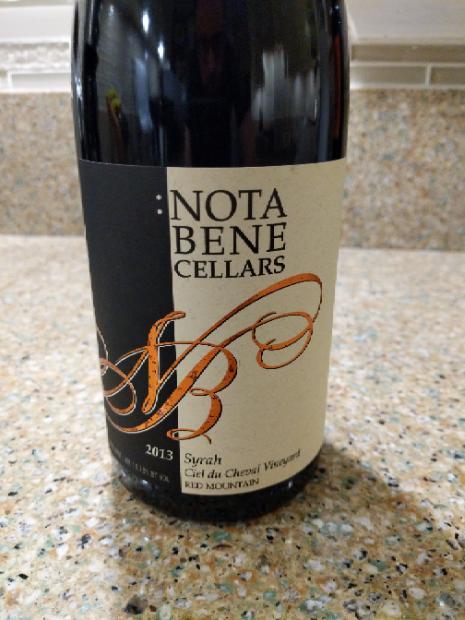 :NOTA
BENE
CELLARS
NB
2013
Syrah
Ciel du Cheval Vineyard
RED MOUNTAIN